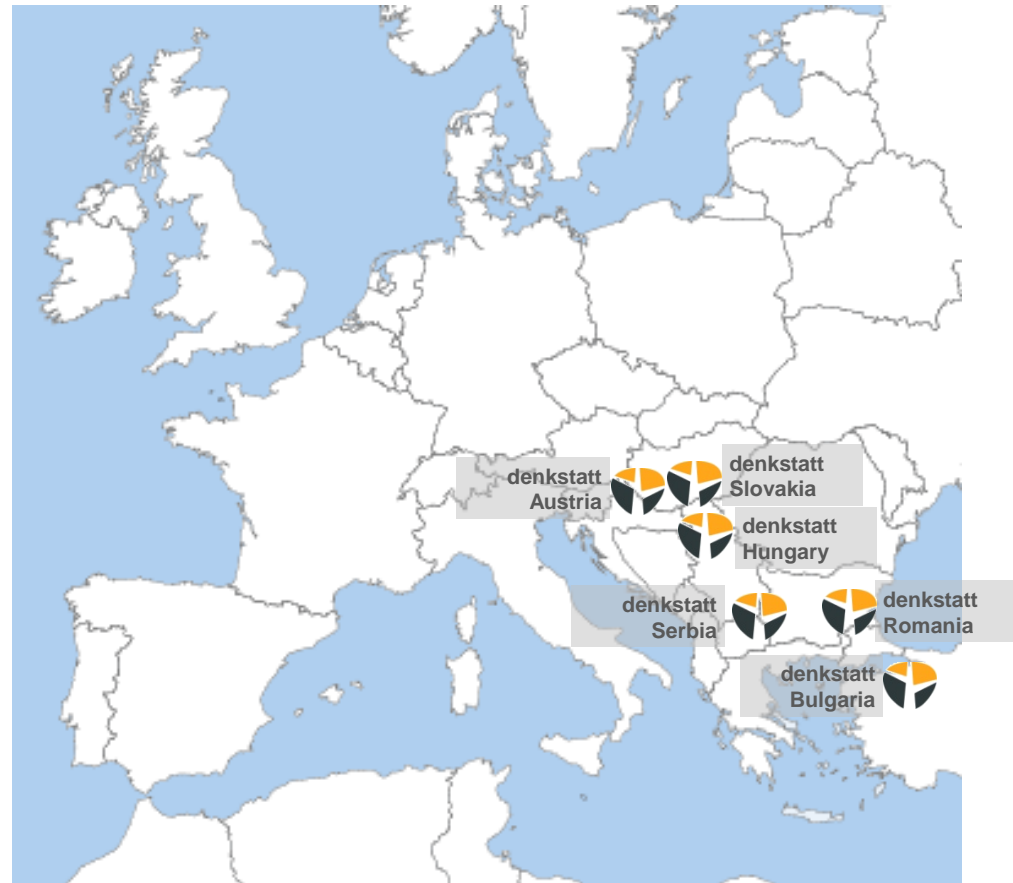 denkstatt
Austria
denkstatt
Slovakia
denkstatt
Hungary
denkstatt
Serbia
denkstatt
Romania
denkstatt
Bulgaria